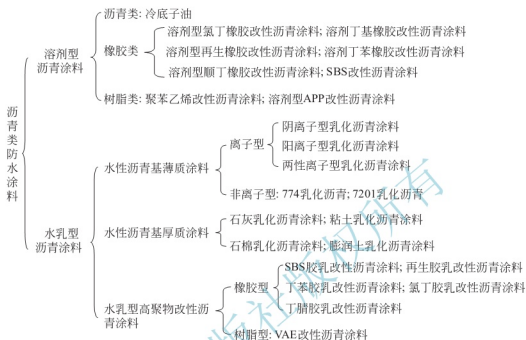 沥青类: 冷底子油
溶剂型氯丁橡胶改性沥青涂料; 溶剂丁基橡胶改性沥青涂料
橡胶类
溶剂型再生橡胶改性沥青涂料; 溶剂丁苯橡胶改性沥青涂料
溶剂型
沥青涂料
溶剂型顺丁橡胶改性沥青涂料; SBS改性沥青涂料
树脂类: 聚苯乙烯改性沥青涂料; 溶剂型APP改性沥青涂料
沥青类防水涂料
阴离子型乳化沥青涂料
离子型
阳离子型乳化沥青涂料
两性离子型乳化沥青涂料
水性沥青基薄质涂料
非离子型: 774乳化沥青; 7201乳化沥青
水乳型
沥青涂料
石灰乳化沥青涂料; 粘土乳化沥青涂料
水性沥青基厚质涂料
石棉乳化沥青涂料; 膨润土乳化沥青涂料
SBS胶乳改性沥青涂料; 再生胶乳改性沥青涂料
橡胶型
丁苯胶乳改性沥青涂料; 氯丁胶乳改性沥青涂料
丁腈胶乳改性沥青涂料
水乳型高聚物改性沥
青涂料
树脂型: VAE改性沥青涂料
版社版权所有